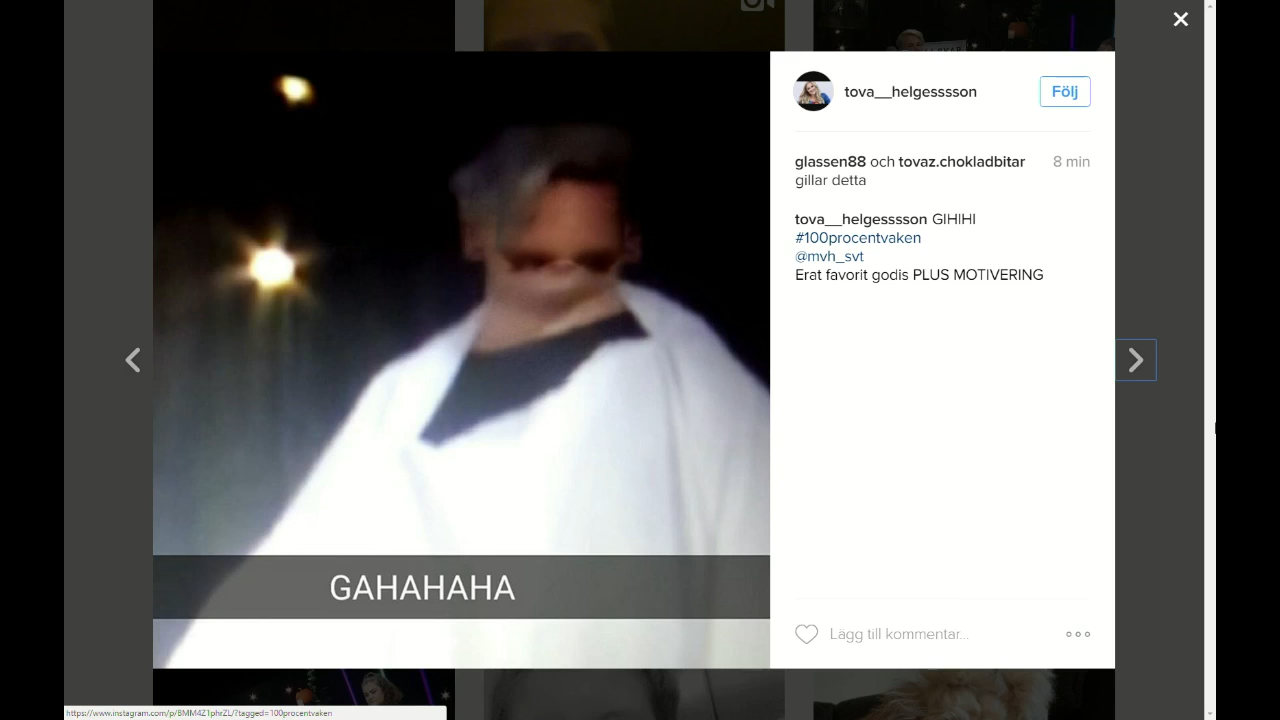 tova__helgesssson
Följ
glassen88 och tovaz.chokladbitar 8 min
gillar detta
tova__helgesssson GIHIHI
#100procentvaken
@mvh_svt
Erat favorit godis PLUS MOTIVERING
GAHAHAHA
Lägg till kommentar...
https://www.instagram.com/p/BMM4Z1phrZL/?tagged=100procentvaken